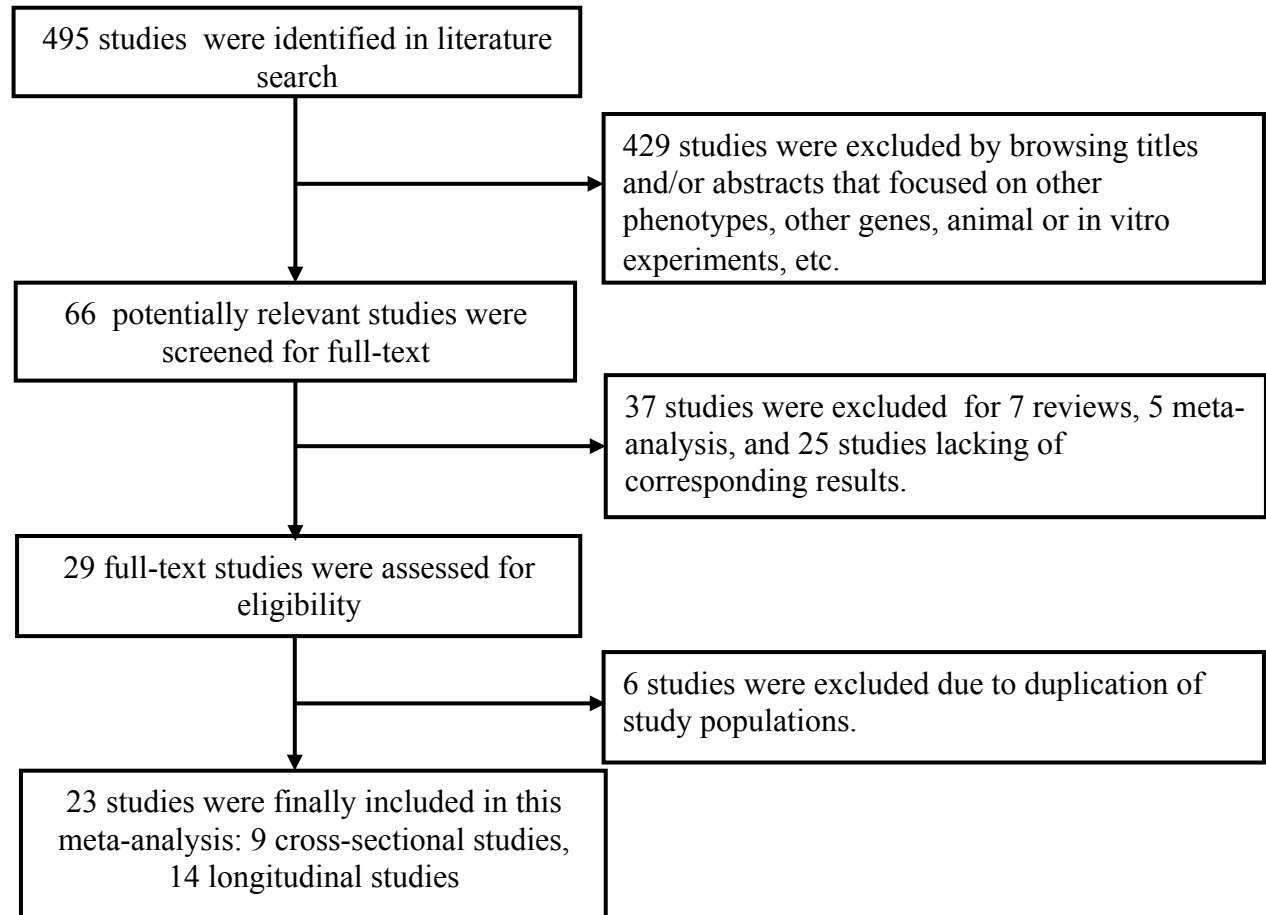 495 studies  were identified in literature
search
429 studies were excluded by browsing titles
and/or abstracts that focused on other
phenotypes, other genes, animal or in vitro
experiments, etc.
66  potentially relevant studies were
screened for full-text
37 studies were excluded  for 7 reviews, 5 meta-
analysis, and 25 studies lacking of
corresponding results.
29 full-text studies were assessed for
eligibility
6 studies were excluded due to duplication of
study populations.
23 studies were finally included in this
meta-analysis: 9 cross-sectional studies,
14 longitudinal studies